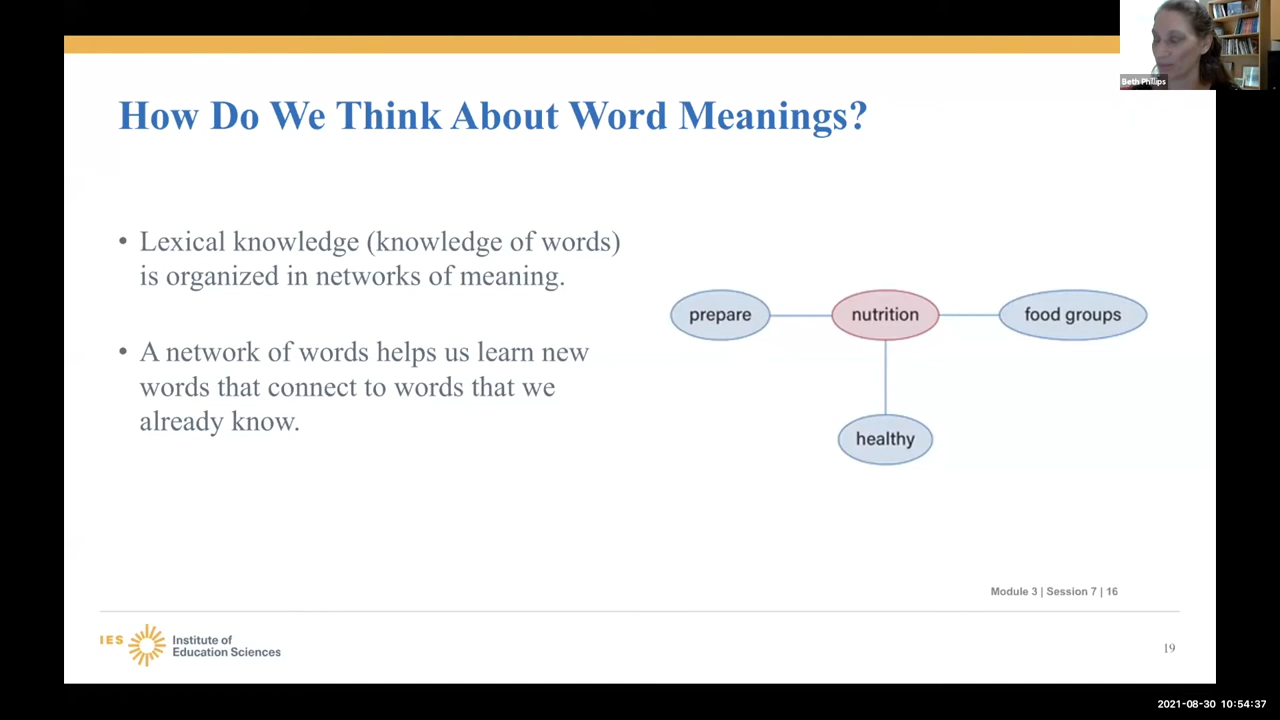 Beth Phillips
How Do We Think About Word Meanings?
• Lexical knowledge (knowledge of words)
is organized in networks of meaning.
• A network of words helps us learn new
words that connect to words that we
already know.
prepare
nutrition
food groups
healthy
Module 3 | Session 7 | 16
IES
Institute of
Education Sciences
19
2021-08-30 10:54:37